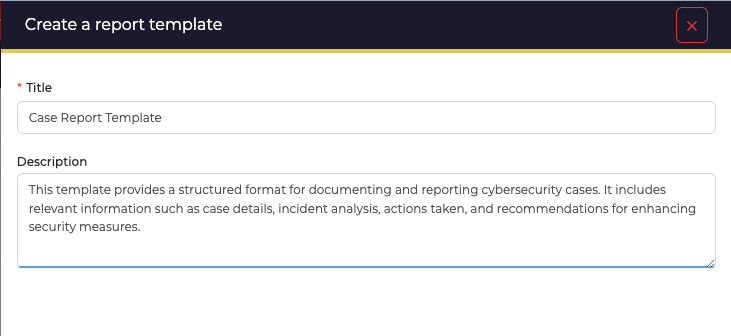 Create a report template
* Title
Case Report Template
Description
This template provides a structured format for documenting and reporting cybersecurity cases. It includes
relevant information such as case details, incident analysis, actions taken, and recommendations for enhancing
security measures.